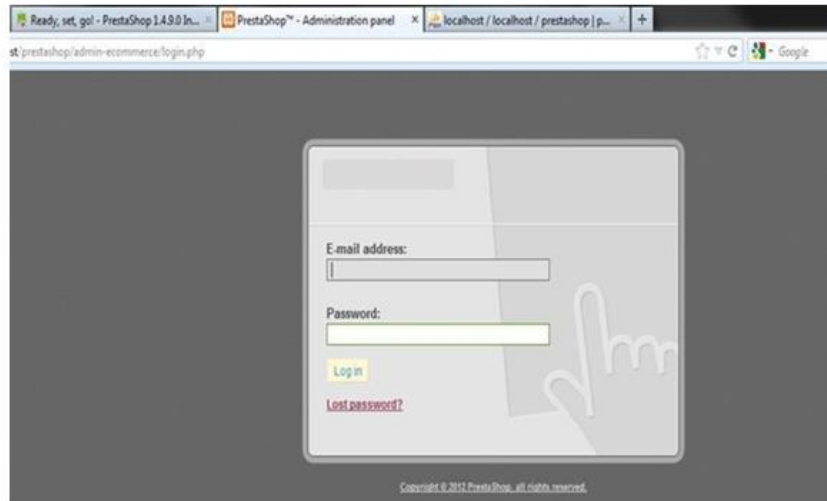 Ready, set, go! - PrestaShop 1.4.9.0 In...
PrestaShop™ - Administration panel
localhost / localhost / prestashop | p...
st/prestashop/admin-ecommerce/login.php
Google
E-mail address:
Password:
Log in
Lost password?
Copyright © 2012 PrestaShop. all rights reserved.